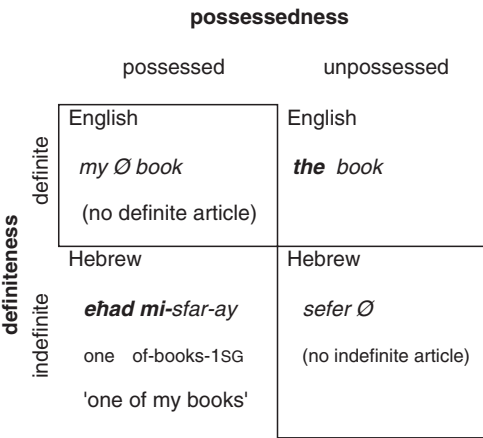 possessedness
possessed unpossessed
definiteness
definite
English
my Ø book
(no definite article)
English
the book
indefinite
Hebrew
eħad mi-sfar-ay
one of-books-1SG
'one of my books'
Hebrew
sefer Ø
(no indefinite article)